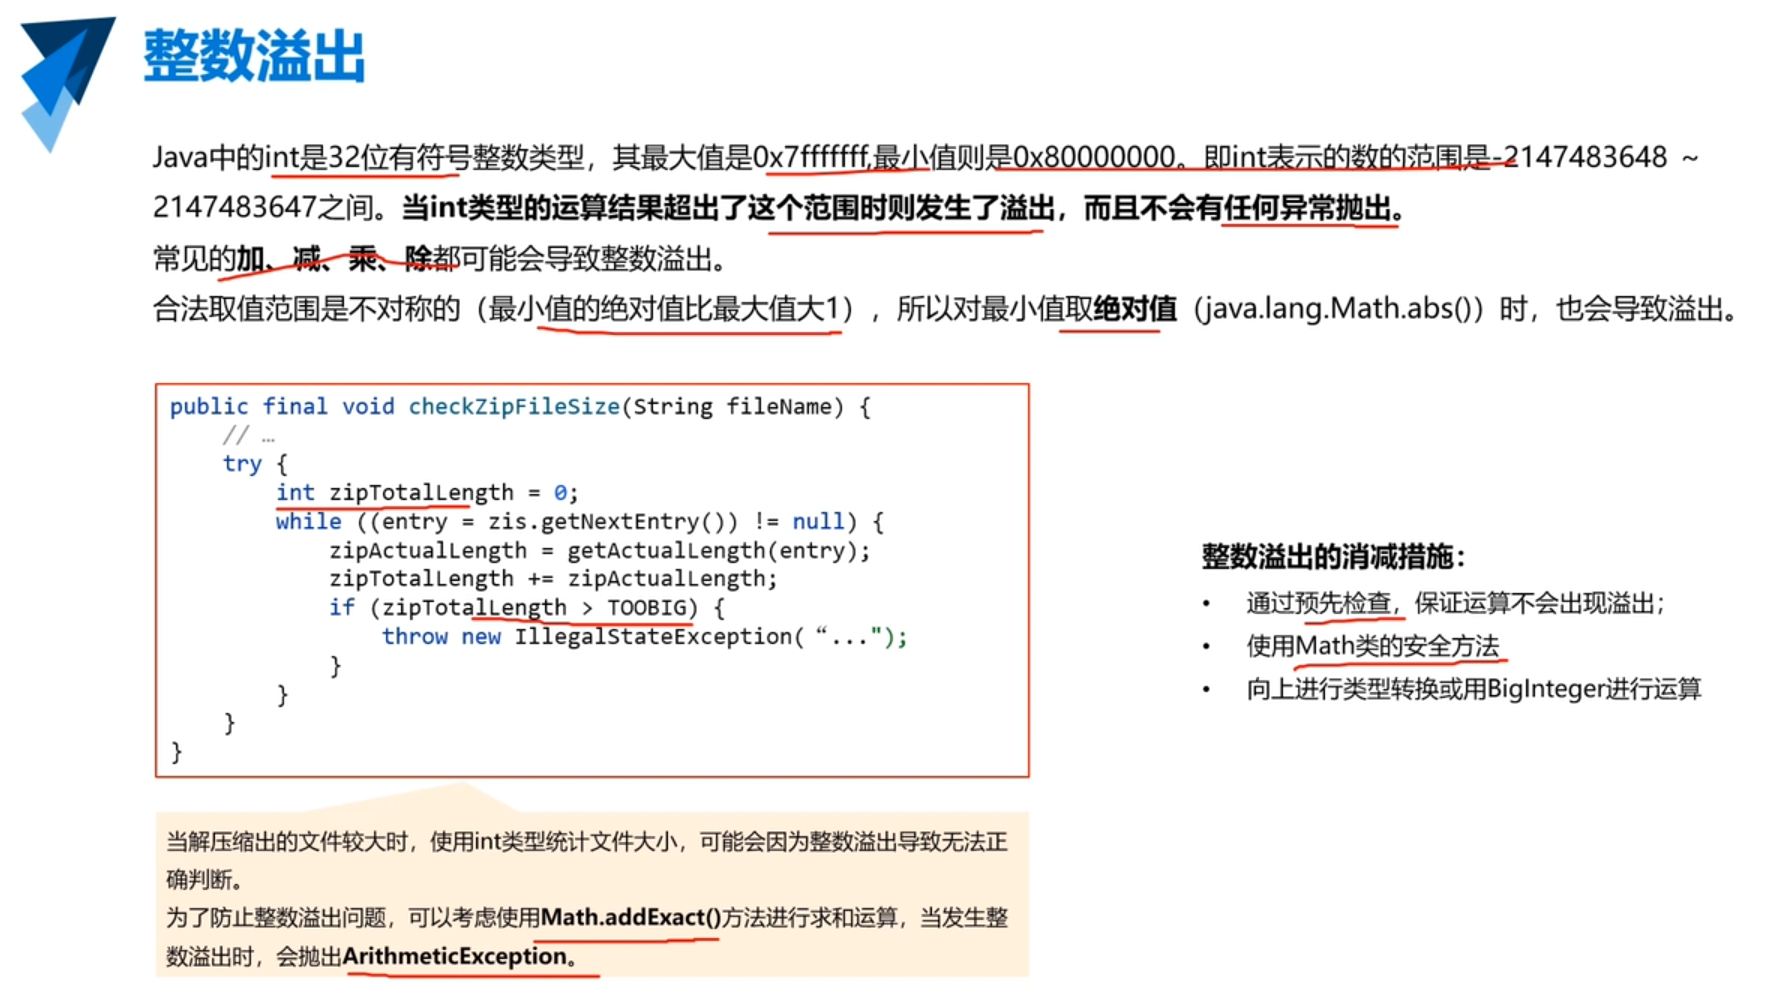 整数溢出
Java中的int是32位有符号整数类型，其最大值是0x7fffffff,最小值则是0x80000000。即int表示的数的范围是-2147483648 ~
2147483647之间。当int类型的运算结果超出了这个范围时则发生了溢出，而且不会有任何异常抛出。
常见的加、减、乘、除都可能会导致整数溢出。
合法取值范围是不对称的（最小值的绝对值比最大值大1），所以对最小值取绝对值（java.lang.Math.abs()）时，也会导致溢出。
public final void checkZipFileSize(String fileName) {
// …
try {
int zipTotalLength = 0;
while ((entry = zis.getNextEntry()) != null) {
zipActualLength = getActualLength(entry);
zipTotalLength += zipActualLength;
if (zipTotalLength > TOOBIG) {
throw new IllegalStateException(“...");
}
}
}
}
当解压缩出的文件较大时，使用int类型统计文件大小，可能会因为整数溢出导致无法正
确判断。
为了防止整数溢出问题，可以考虑使用Math.addExact()方法进行求和运算，当发生整
数溢出时，会抛出ArithmeticException。
整数溢出的消减措施：
• 通过预先检查，保证运算不会出现溢出；
• 使用Math类的安全方法
• 向上进行类型转换或用BigInteger进行运算